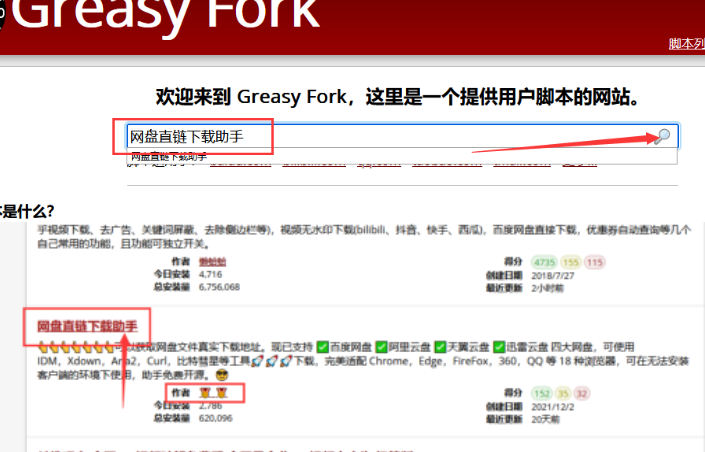 Greasy Fork
脚本列
欢迎来到 Greasy Fork，这里是一个提供用户脚本的网站。
网盘直链下载助手
网盘直链下载助手
本是什么？
乎视频下载、去广告、关键词屏蔽、去除侧边栏等)，视频无水印下载(bilibili、抖音、快手、西瓜)，百度网盘直接下载，优惠券自动查询等几个
自己常用的功能，且功能可独立开关。
作者 懒蛤蛤 得分 4735 155 115
今日安装 4,716 创建日期 2018/7/27
总安装量 6,756,068 最近更新 2小时前
网盘直链下载助手
👆👆👆👆👆👆可以获取网盘文件真实下载地址。现已支持 ✅百度网盘 ✅阿里云盘 ✅天翼云盘 ✅迅雷云盘 四大网盘，可使用
IDM，Xdown，Aria2，Curl，比特彗星等工具🚀🚀🚀下载，完美适配 Chrome，Edge，FireFox，360，QQ 等 18 种浏览器，可在无法安装
客户端的环境下使用，助手免费开源。😎
作者 得分 152 35 32
今日安装 2,786 创建日期 2021/12/2
总安装量 620,096 最近更新 20天前